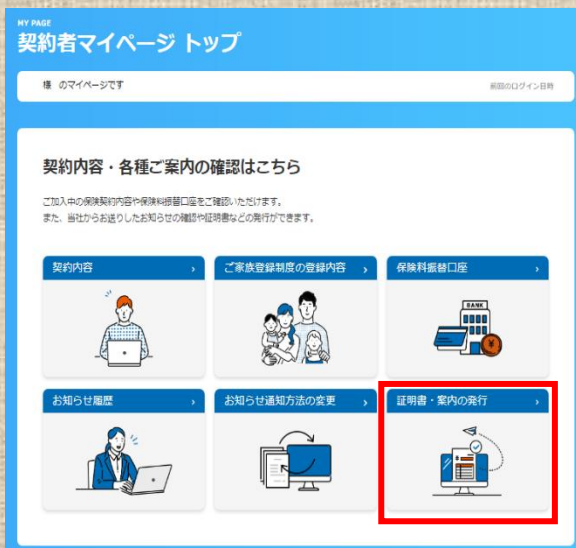 MY PAGE
契約者マイページ トップ
様 のマイページです
前回のログイン日時
契約内容・各種ご案内の確認はこちら
ご加入中の保険契約内容や保険料振替口座をご確認いただけます。
また、当社からお送りしたお知らせの確認や証明書などの発行ができます。
契約内容 ›
ご家族登録制度の登録内容 ›
保険料振替口座 ›
BANK
お知らせ履歴 ›
お知らせ通知方法の変更 ›
証明書・案内の発行 ›